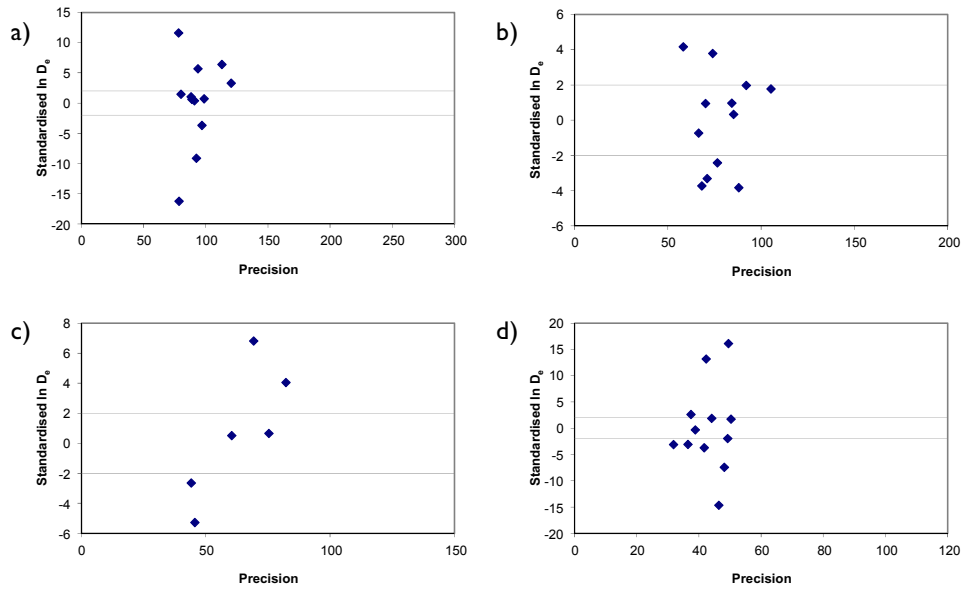 a)
Standardised ln De
15
10
5
0
-5
-10
-15
-20
0 50 100 150 200 250 300
Precision
b)
Standardised ln De
6
4
2
0
-2
-4
-6
0 50 100 150 200
Precision
c)
Standardised ln De
8
6
4
2
0
-2
-4
-6
0 50 100 150
Precision
d)
Standardised ln De
20
15
10
5
0
-5
-10
-15
-20
0 20 40 60 80 100 120
Precision